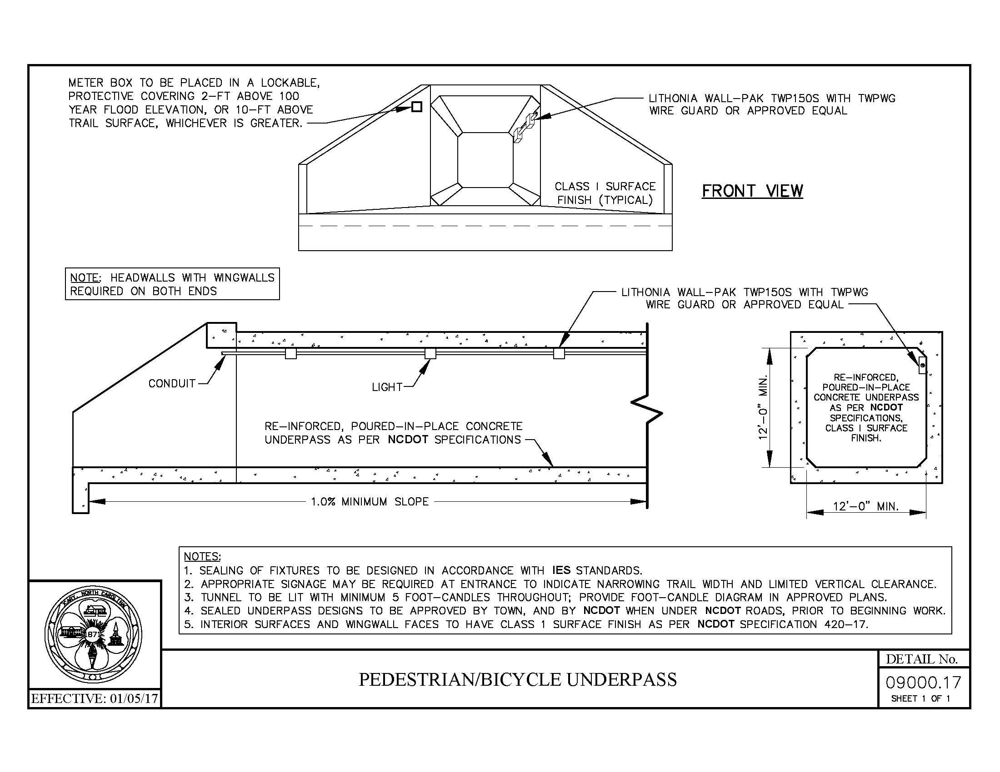 METER BOX TO BE PLACED IN A LOCKABLE,
PROTECTIVE COVERING 2-FT ABOVE 100
YEAR FLOOD ELEVATION, OR 10-FT ABOVE
TRAIL SURFACE, WHICHEVER IS GREATER.
LITHONIA WALL-PAK TWP150S WITH TWPWG
WIRE GUARD OR APPROVED EQUAL
CLASS I SURFACE
FINISH (TYPICAL)
FRONT VIEW
NOTE: HEADWALLS WITH WINGWALLS
REQUIRED ON BOTH ENDS
LITHONIA WALL-PAK TWP150S WITH TWPWG
WIRE GUARD OR APPROVED EQUAL
CONDUIT
LIGHT
RE-INFORCED, POURED-IN-PLACE CONCRETE
UNDERPASS AS PER NCDOT SPECIFICATIONS
1.0% MINIMUM SLOPE
12'-0" MIN.
RE-INFORCED,
POURED-IN-PLACE
CONCRETE UNDERPASS
AS PER NCDOT
SPECIFICATIONS,
CLASS I SURFACE
FINISH.
12'-0" MIN.
NOTES:
1. SEALING OF FIXTURES TO BE DESIGNED IN ACCORDANCE WITH IES STANDARDS.
2. APPROPRIATE SIGNAGE MAY BE REQUIRED AT ENTRANCE TO INDICATE NARROWING TRAIL WIDTH AND LIMITED VERTICAL CLEARANCE.
3. TUNNEL TO BE LIT WITH MINIMUM 5 FOOT-CANDLES THROUGHOUT; PROVIDE FOOT-CANDLE DIAGRAM IN APPROVED PLANS.
4. SEALED UNDERPASS DESIGNS TO BE APPROVED BY TOWN, AND BY NCDOT WHEN UNDER NCDOT ROADS, PRIOR TO BEGINNING WORK.
5. INTERIOR SURFACES AND WINGWALL FACES TO HAVE CLASS 1 SURFACE FINISH AS PER NCDOT SPECIFICATION 420-17.
CARY, NORTH CAROLINA
1871
EFFECTIVE: 01/05/17
PEDESTRIAN/BICYCLE UNDERPASS
DETAIL No.
09000.17
SHEET 1 OF 1